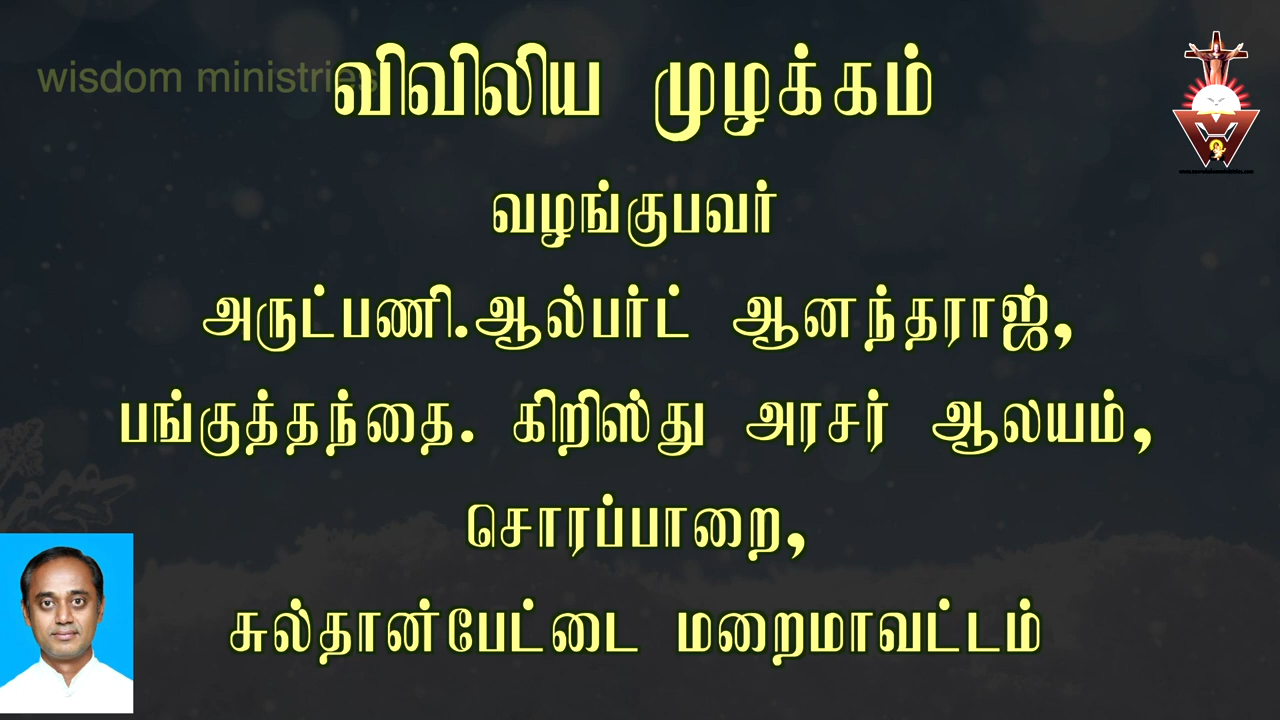 wisdom ministries
விவிலிய முழக்கம்
வழங்குபவர்
அருட்பணி.ஆல்பர்ட் ஆனந்தராஜ்,
பங்குத்தந்தை. கிறிஸ்து அரசர் ஆலயம்,
சொரப்பாறை,
சுல்தான்பேட்டை மறைமாவட்டம்